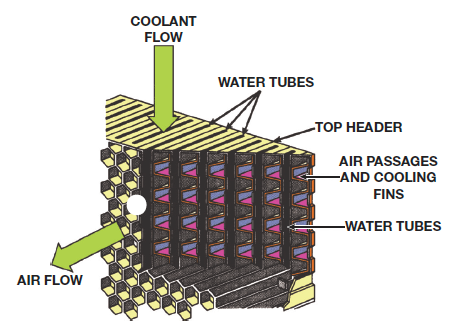 COOLANT
FLOW
WATER TUBES
TOP HEADER
AIR PASSAGES
AND COOLING
FINS
WATER TUBES
AIR FLOW